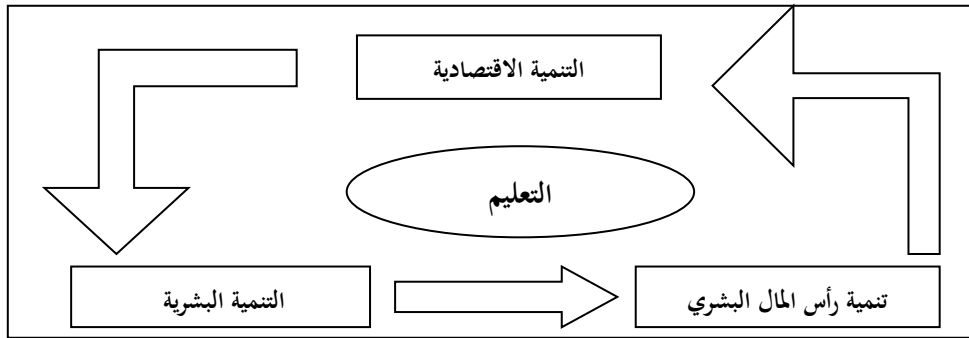 التنمية الاقتصادية
التعليم
تنمية رأس المال البشري
التنمية البشرية